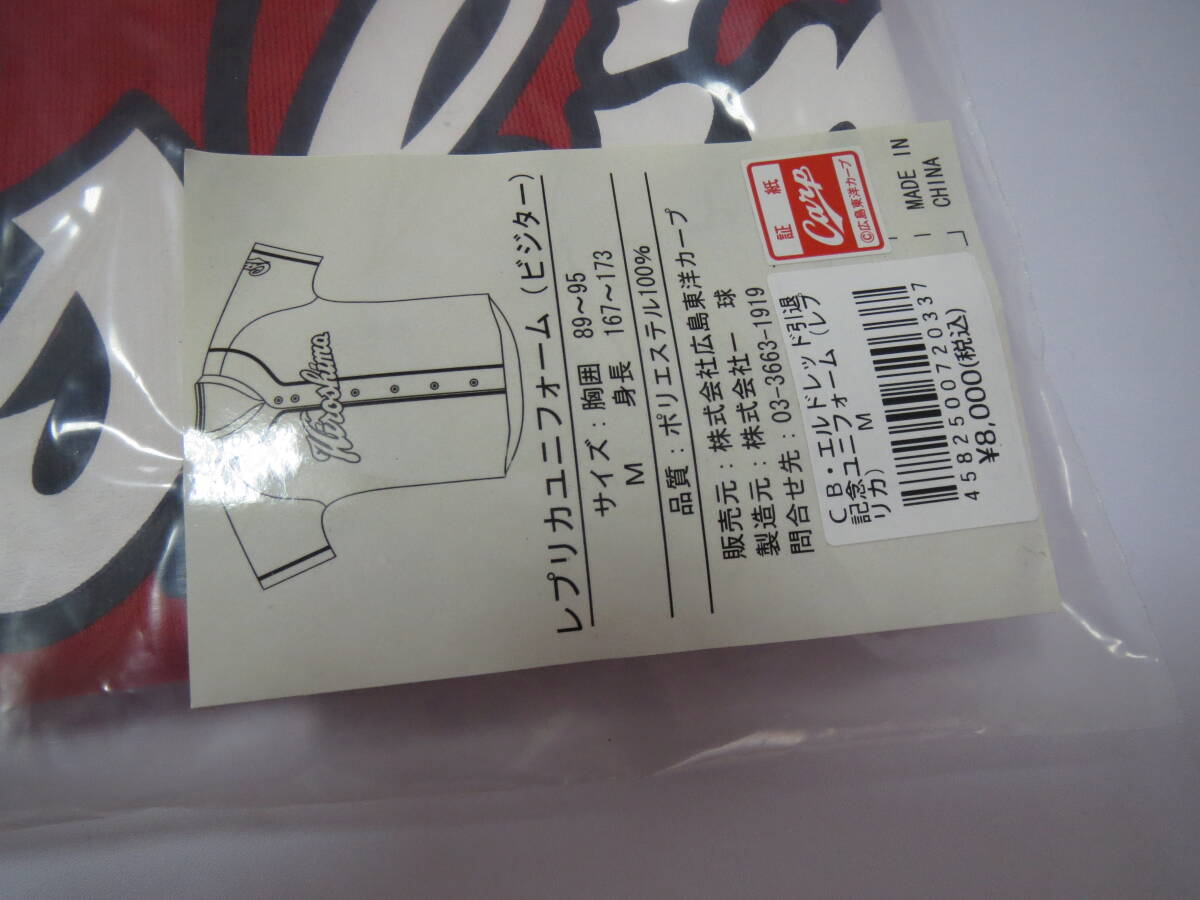 Hiroshima
レプリカユニフォーム(ビジター)
サイズ:胸囲 89〜95
M 身長 167〜173
品質:ポリエステル100%
販売元:株式会社広島東洋カープ
製造元:株式会社一 球
問合せ先:03-3663-1919
証紙
Carp
©広島東洋カープ
MADE IN
CHINA
CB・エルドレッド引退
記念ユニフォーム(レプ
リカ) M
4582500720337
¥8,000(税込)